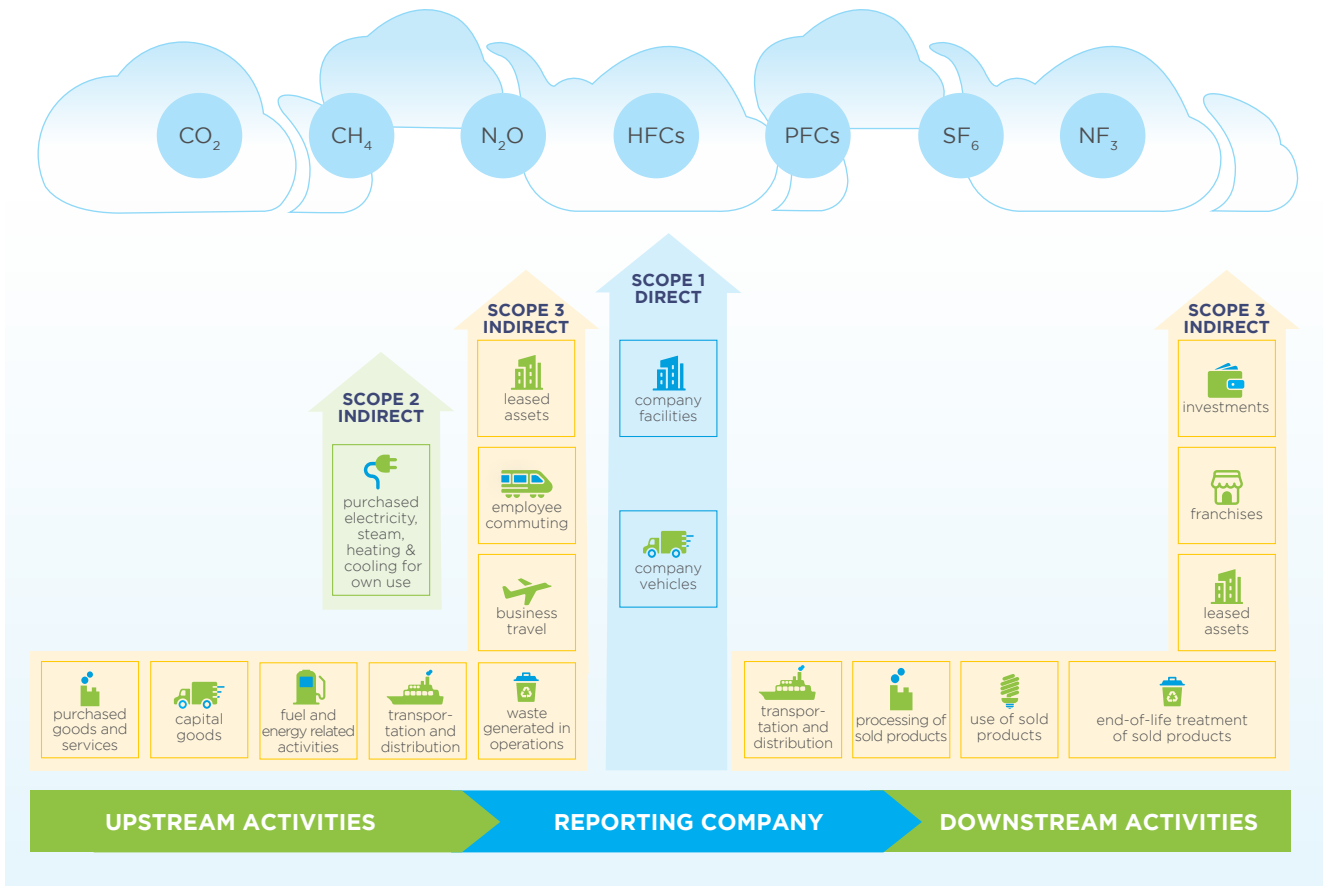 CO2
CH4
N2O
HFCs
PFCs
SF6
NF3
SCOPE 1
DIRECT
SCOPE 3
INDIRECT
SCOPE 3
INDIRECT
SCOPE 2
INDIRECT
leased
assets
company
facilities
investments
purchased
electricity,
steam,
heating &
cooling for
own use
employee
commuting
company
vehicles
franchises
business
travel
leased
assets
purchased
goods and
services
capital
goods
fuel and
energy related
activities
transpor-
tation and
distribution
waste
generated in
operations
transpor-
tation and
distribution
processing of
sold products
use of sold
products
end-of-life treatment
of sold products
UPSTREAM ACTIVITIES
REPORTING COMPANY
DOWNSTREAM ACTIVITIES